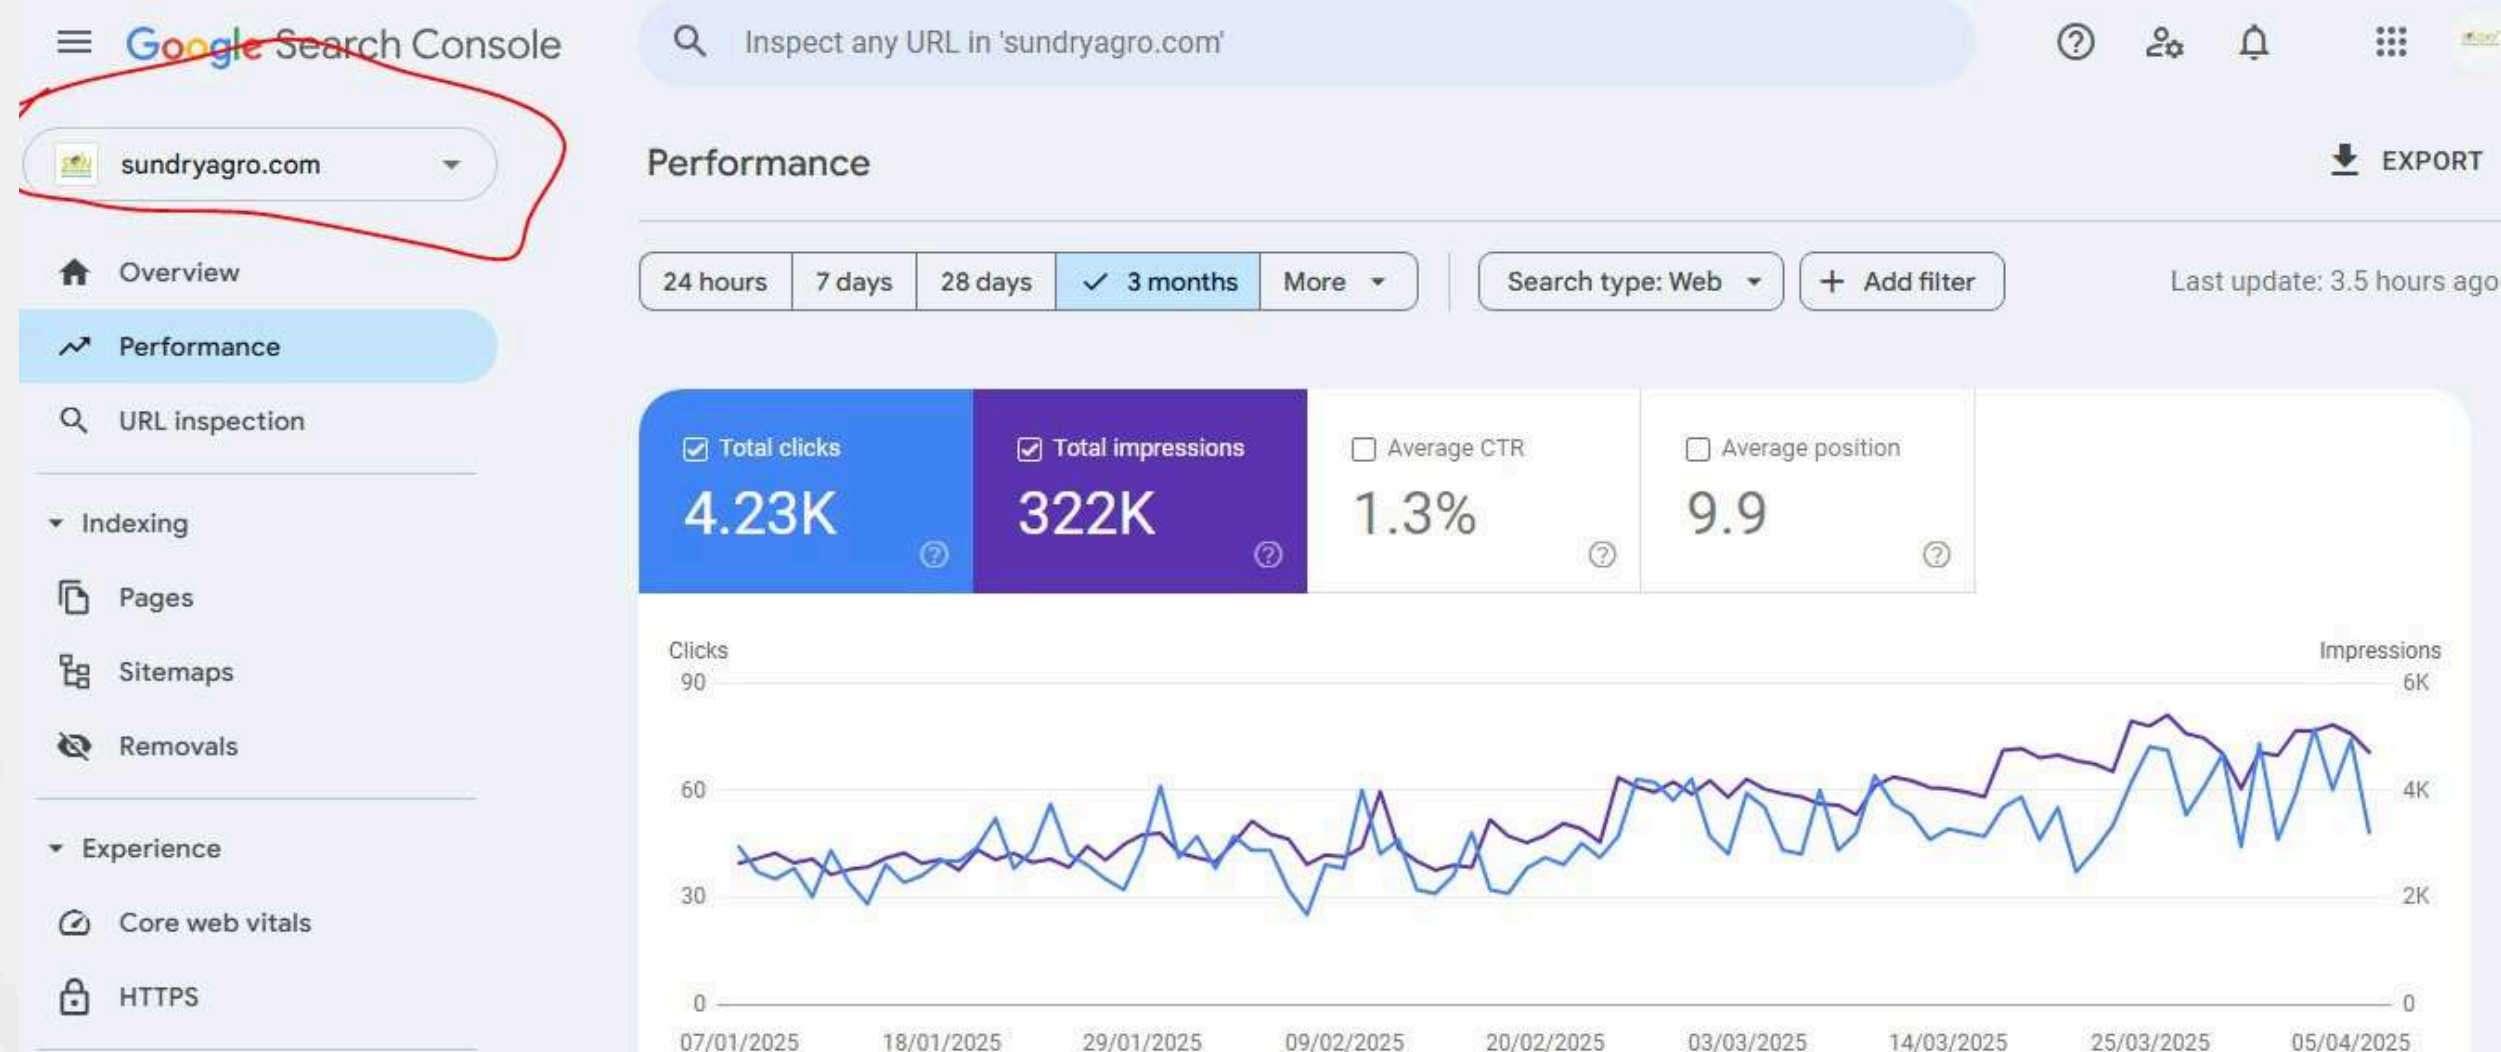 Google Search Console
Inspect any URL in 'sundryagro.com'
sundryagro.com
Performance
EXPORT
Overview
Performance
URL inspection
Indexing
Pages
Sitemaps
Removals
Experience
Core web vitals
HTTPS
24 hours
7 days
28 days
3 months
More
Search type: Web
Add filter
Last update: 3.5 hours ago
Total clicks
4.23K
Total impressions
322K
Average CTR
1.3%
Average position
9.9
Clicks
Impressions
90
6K
60
4K
30
2K
0
0
07/01/2025
18/01/2025
29/01/2025
09/02/2025
20/02/2025
03/03/2025
14/03/2025
25/03/2025
05/04/2025